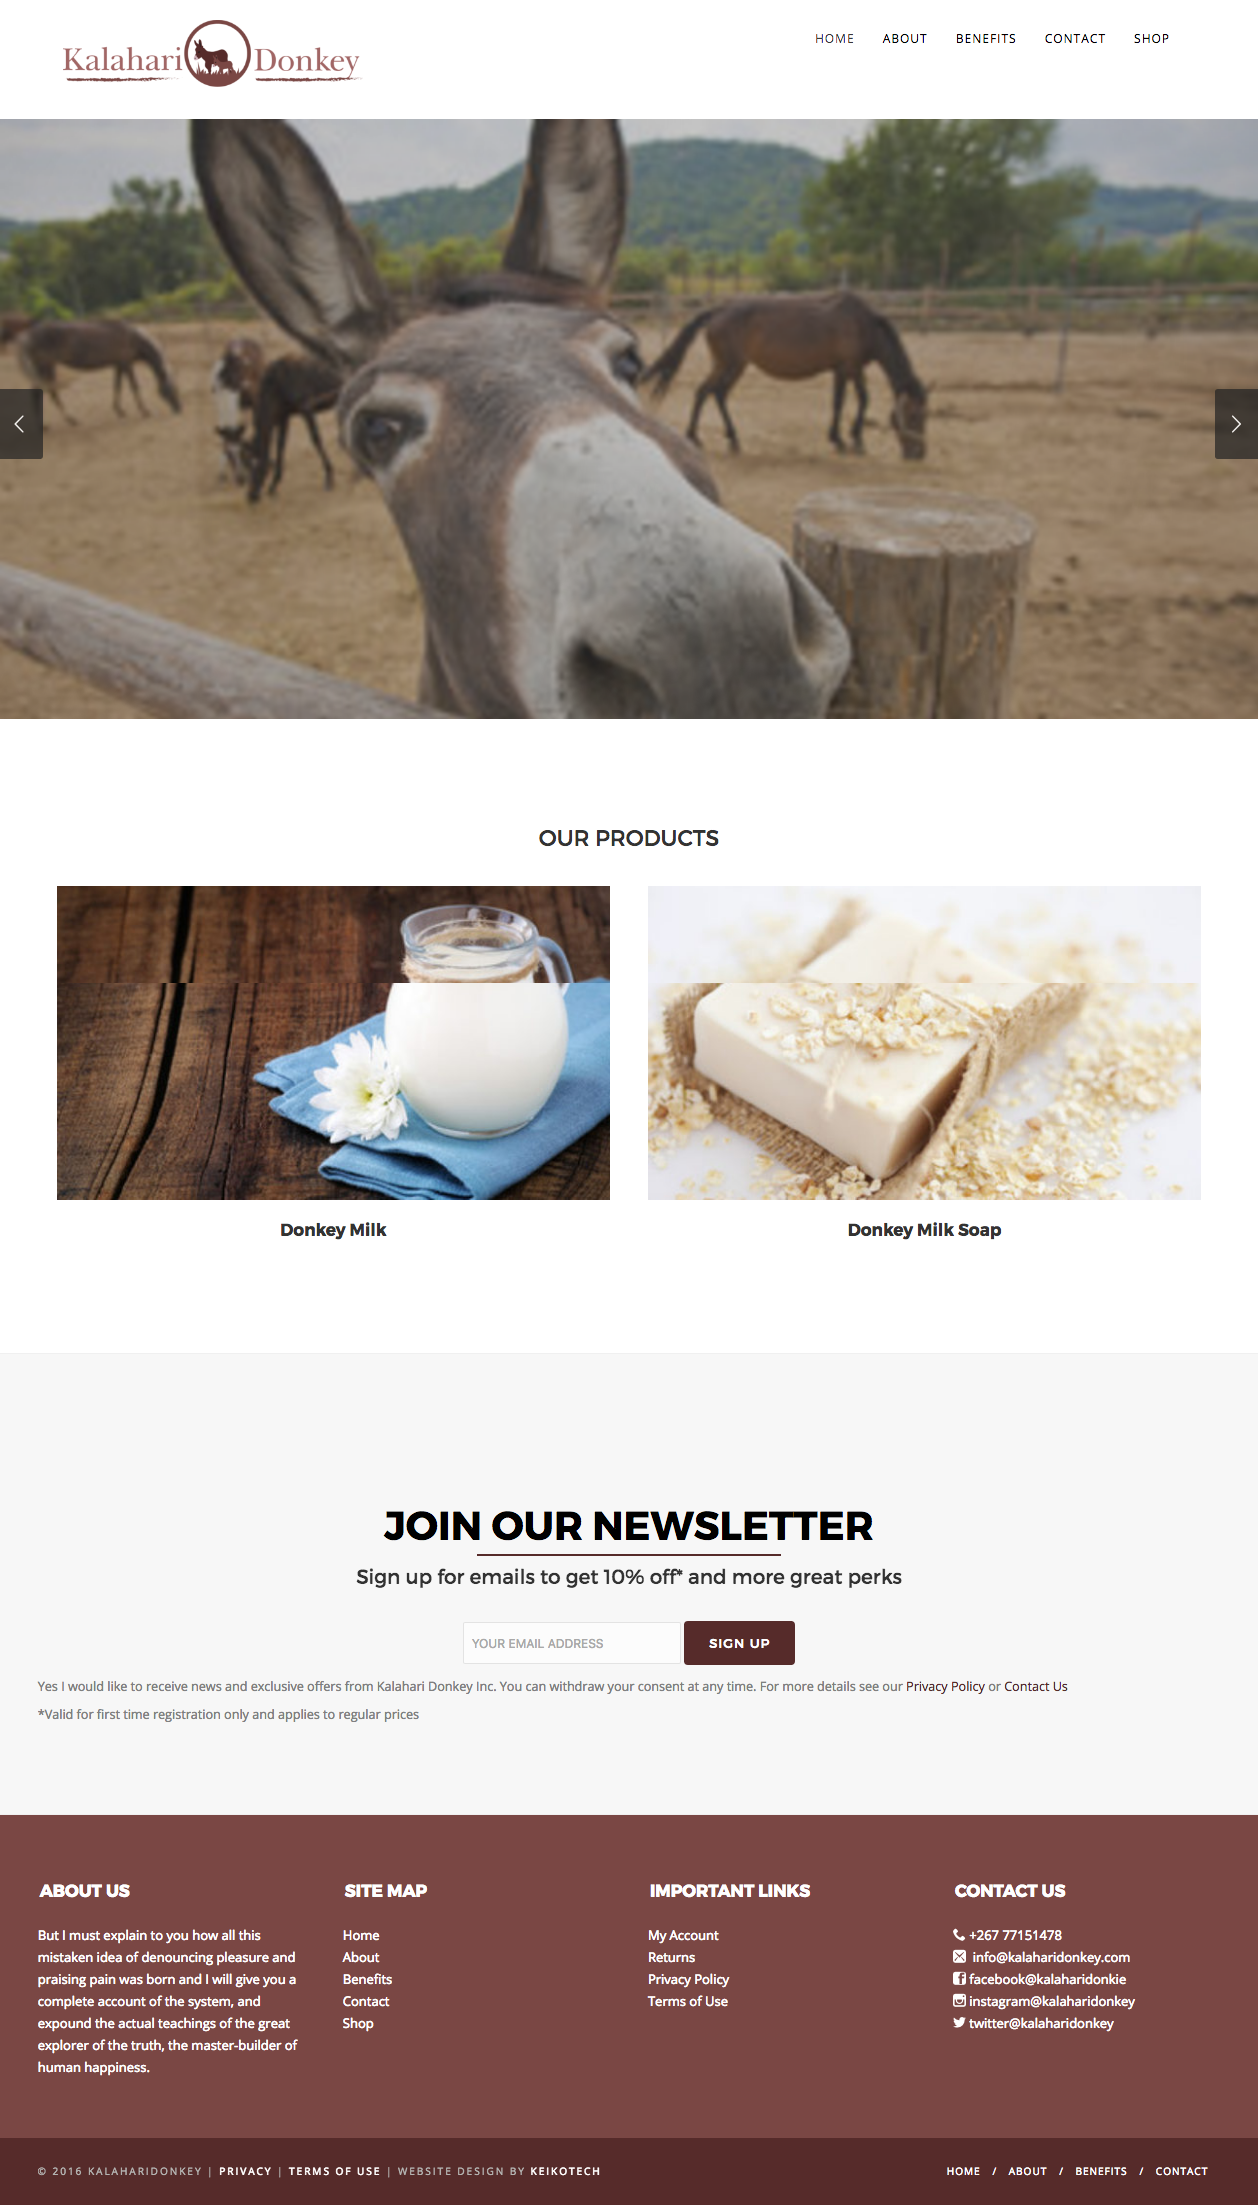 Kalahari Donkey
HOME ABOUT BENEFITS CONTACT SHOP
OUR PRODUCTS
Donkey Milk
Donkey Milk Soap
JOIN OUR NEWSLETTER
Sign up for emails to get 10% off* and more great perks
YOUR EMAIL ADDRESS SIGN UP
Yes I would like to receive news and exclusive offers from Kalahari Donkey Inc. You can withdraw your consent at any time. For more details see our Privacy Policy or Contact Us
*Valid for first time registration only and applies to regular prices
ABOUT US
But I must explain to you how all this
mistaken idea of denouncing pleasure and
praising pain was born and I will give you a
complete account of the system, and
expound the actual teachings of the great
explorer of the truth, the master-builder of
human happiness.
SITE MAP
Home
About
Benefits
Contact
Shop
IMPORTANT LINKS
My Account
Returns
Privacy Policy
Terms of Use
CONTACT US
+267 77151478
info@kalaharidonkey.com
facebook@kalaharidonkie
instagram@kalaharidonkey
twitter@kalaharidonkey
© 2016 KALAHARIDONKEY | PRIVACY | TERMS OF USE | WEBSITE DESIGN BY KEIKOTECH
HOME / ABOUT / BENEFITS / CONTACT